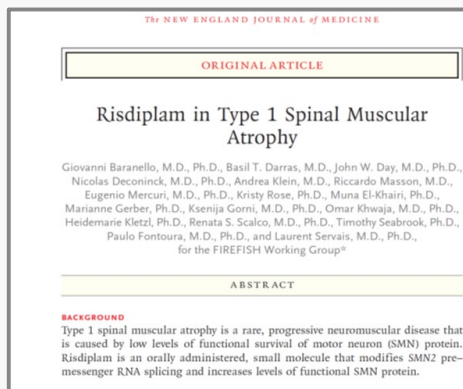 The NEW ENGLAND JOURNAL of MEDICINE
ORIGINAL ARTICLE
Risdiplam in Type 1 Spinal Muscular
Atrophy
Giovanni Baranello, M.D., Ph.D., Basil T. Darras, M.D., John W. Day, M.D., Ph.D.,
Nicolas Deconinck, M.D., Ph.D., Andrea Klein, M.D., Riccardo Masson, M.D.,
Eugenio Mercuri, M.D., Ph.D., Kristy Rose, Ph.D., Muna El-Khairi, Ph.D.,
Marianne Gerber, Ph.D., Ksenija Gorni, M.D., Ph.D., Omar Khwaja, M.D., Ph.D.,
Heidemarie Kletzl, Ph.D., Renata S. Scalco, M.D., Ph.D., Timothy Seabrook, Ph.D.,
Paulo Fontoura, M.D., Ph.D., and Laurent Servais, M.D., Ph.D.,
for the FIREFISH Working Group*
ABSTRACT
BACKGROUND
Type 1 spinal muscular atrophy is a rare, progressive neuromuscular disease that
is caused by low levels of functional survival of motor neuron (SMN) protein.
Risdiplam is an orally administered, small molecule that modifies SMN2 pre–
messenger RNA splicing and increases levels of functional SMN protein.